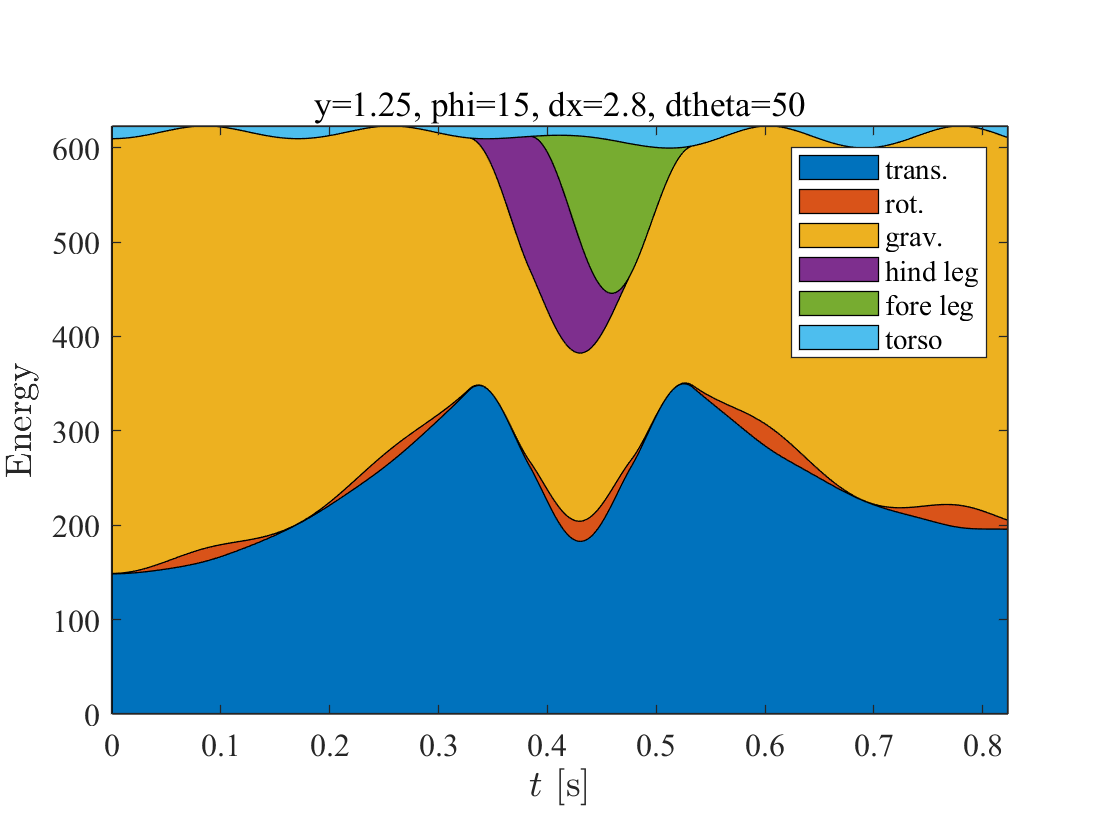 y=1.25, phi=15, dx=2.8, dtheta=50
600
500
400
300
200
100
0
Energy
trans.
rot.
grav.
hind leg
fore leg
torso
0 0.1 0.2 0.3 0.4 0.5 0.6 0.7 0.8
t [s]